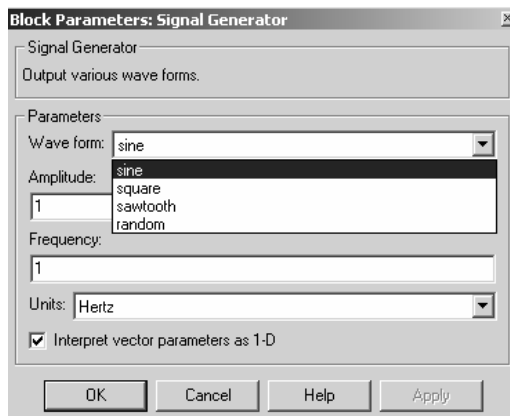 Block Parameters: Signal Generator
Signal Generator
Output various wave forms.
Parameters
Wave form: sine
sine
square
sawtooth
random
Amplitude:
1
Frequency:
1
Units: Hertz
Interpret vector parameters as 1-D
OK Cancel Help Apply